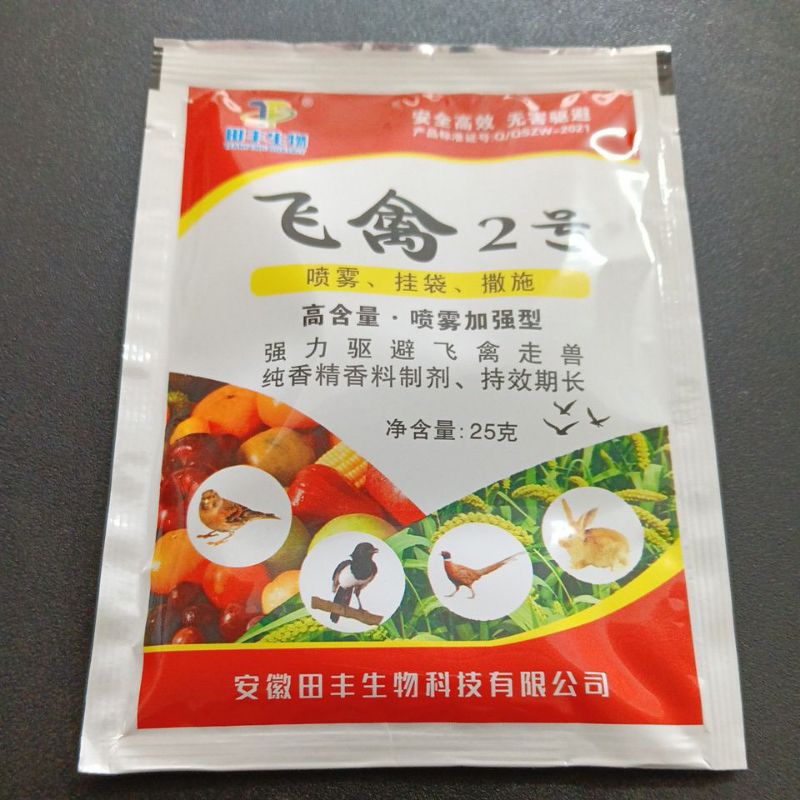 田丰生物
安全高效 无害驱避
产品标准证号:Q/DSZW-2021
飞禽2号
喷雾、挂袋、撒施
高含量·喷雾加强型
强力驱避飞禽走兽
纯香精香料制剂、持效期长
净含量:25克
安徽田丰生物科技有限公司